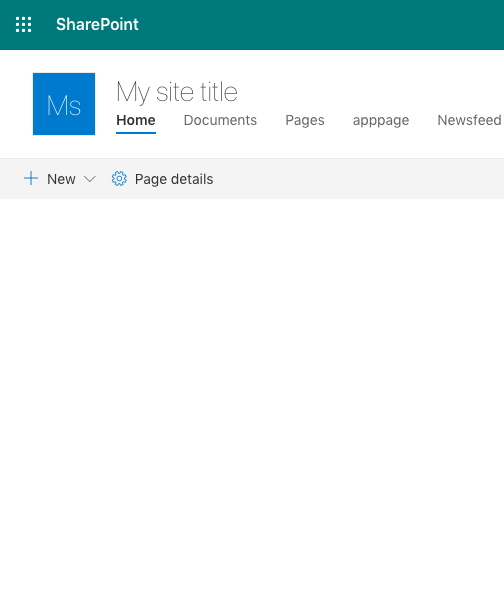 SharePoint
Ms
My site title
Home Documents Pages apppage Newsfeed
New Page details